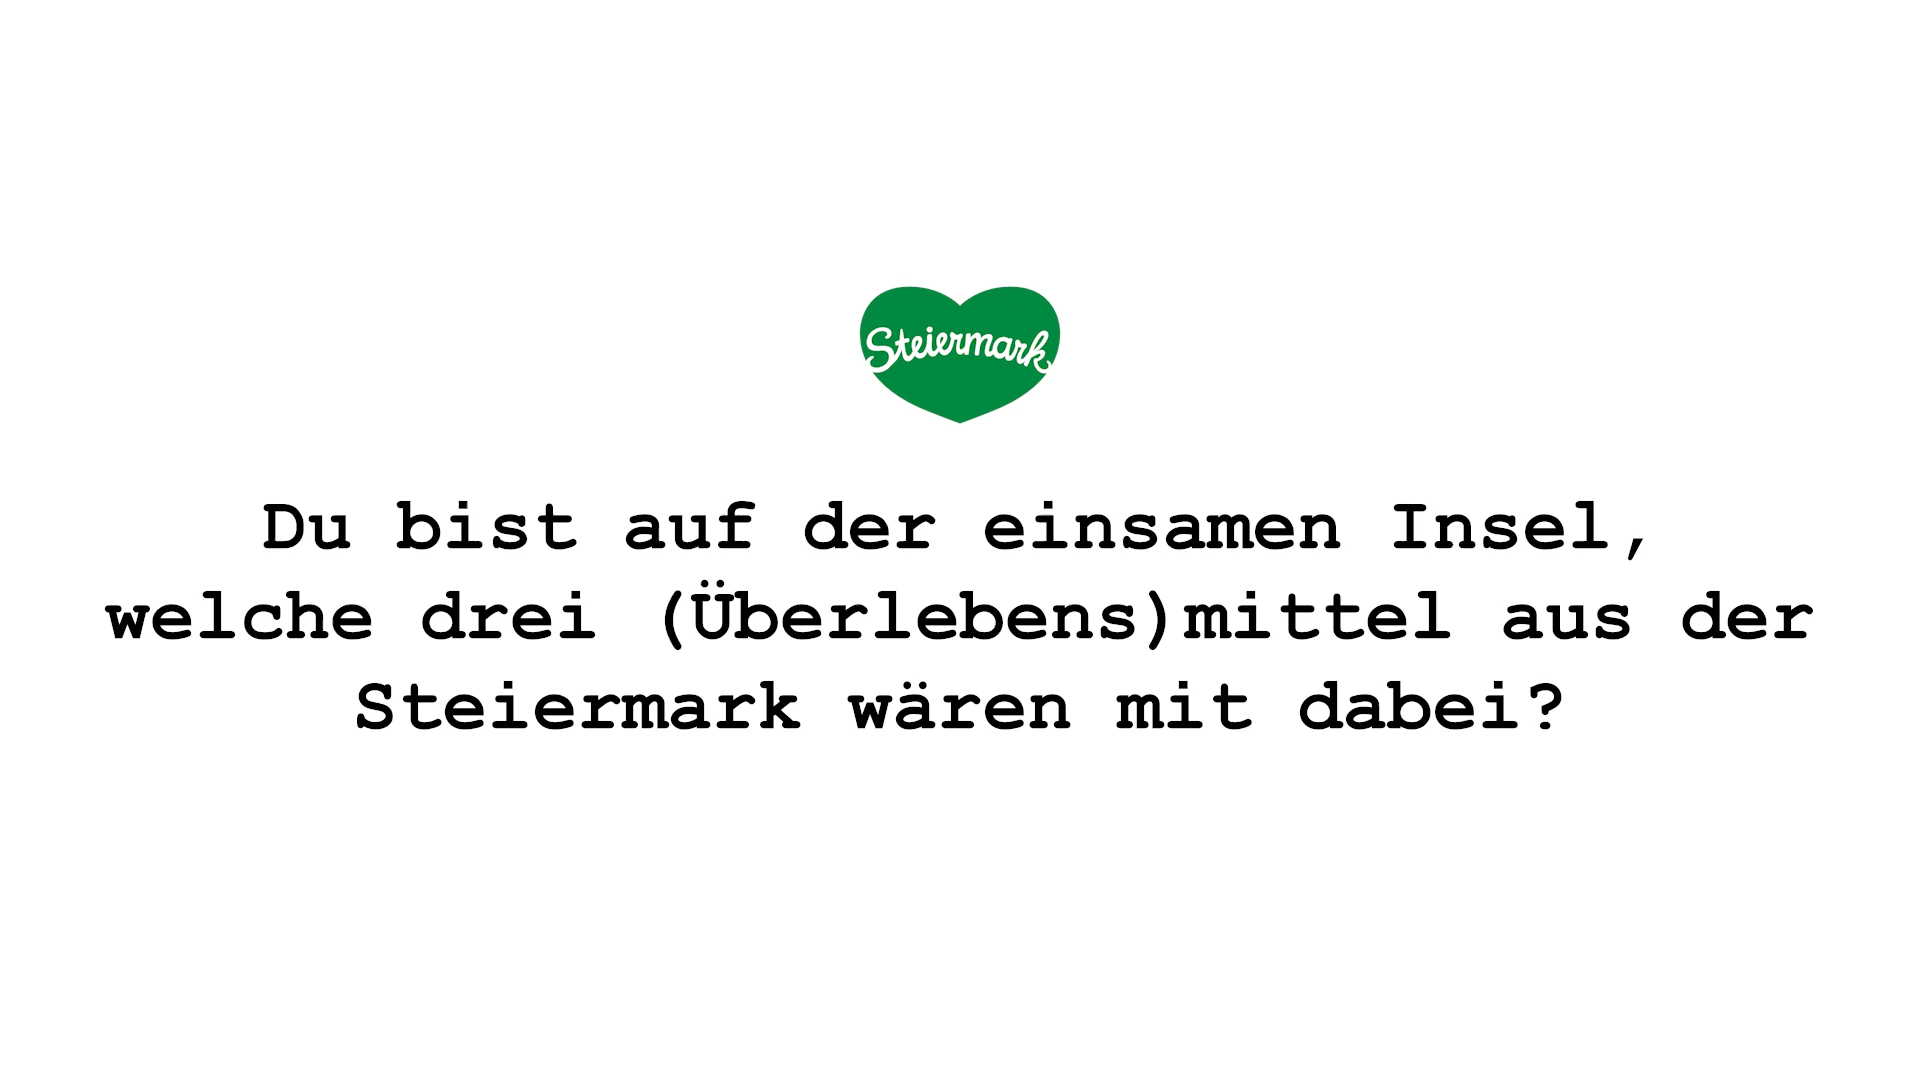 Steiermark
Du bist auf der einsamen Insel,
welche drei (Überlebens)mittel aus der
Steiermark wären mit dabei?